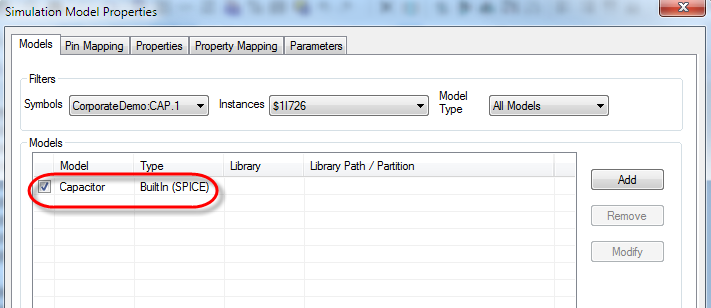 Simulation Model Properties
Models Pin Mapping Properties Property Mapping Parameters
Filters
Symbols CorporateDemo:CAP.1 Instances $1I726 Model Type All Models
Models
Model Type Library Library Path / Partition
Capacitor BuiltIn (SPICE)
Add
Remove
Modify